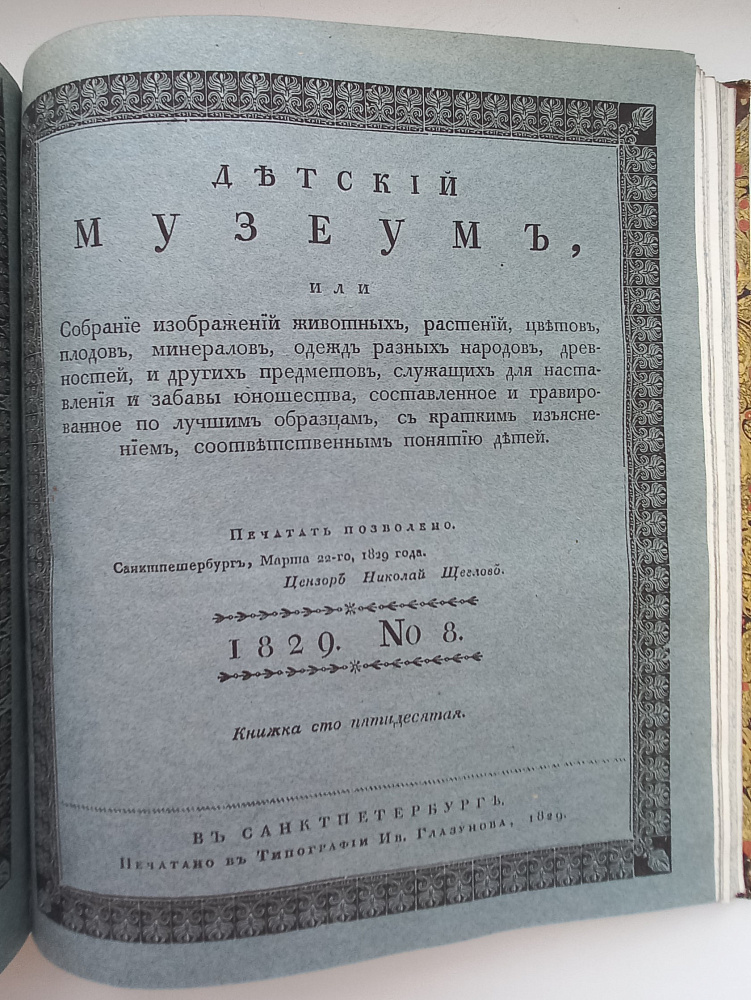 ДѢТСКІЙ
МУЗЕУМЪ,
или
Собраніе изображеній животныхъ, растеній, цвѣтовъ,
плодовъ, минераловъ, одеждъ разныхъ народовъ, древ-
ностей, и другихъ предметовъ, служащихъ для наста-
вленія и забавы юношества, составленное и гравиро-
ванное по лучшимъ образцамъ, съ краткимъ изъясне-
ніемъ, соотвѣтственнымъ понятію дѣтей.
Печатать позволено.
Санктпетербургъ, Марта 22-го, 1829 года.
Цензоръ Николай Щегловъ.
1829. No 8.
Книжка сто пятидесятая.
ВЪ САНКТПЕТЕРБУРГѢ.
Печатано въ Типографіи Ив. Глазунова, 1829.